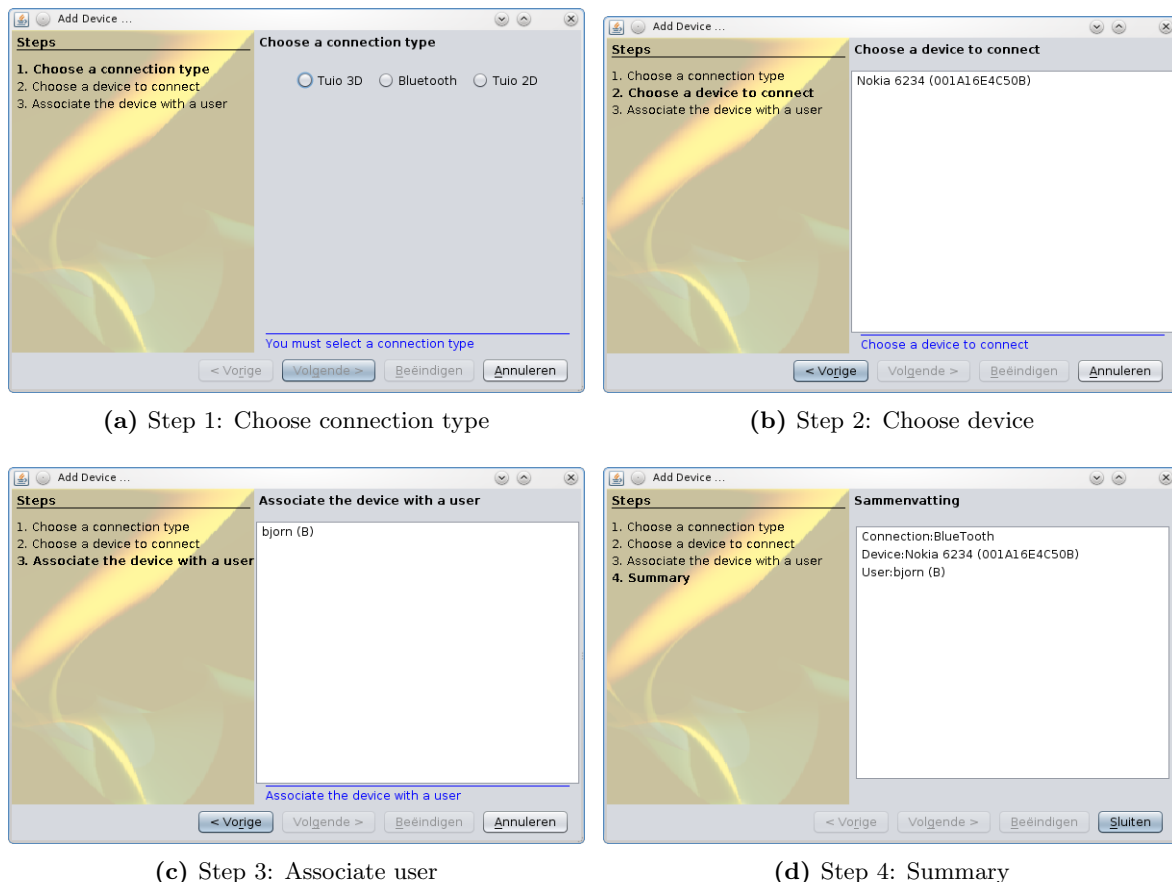 Add Device ...
Steps
1. Choose a connection type
2. Choose a device to connect
3. Associate the device with a user
Choose a connection type
Tuio 3D Bluetooth Tuio 2D
You must select a connection type
< Vorige Volgende > Beëindigen Annuleren
(a) Step 1: Choose connection type
Add Device ...
Steps
1. Choose a connection type
2. Choose a device to connect
3. Associate the device with a user
Choose a device to connect
Nokia 6234 (001A16E4C50B)
Choose a device to connect
< Vorige Volgende > Beëindigen Annuleren
(b) Step 2: Choose device
Add Device ...
Steps
1. Choose a connection type
2. Choose a device to connect
3. Associate the device with a user
Associate the device with a user
bjorn (B)
Associate the device with a user
< Vorige Volgende > Beëindigen Annuleren
(c) Step 3: Associate user
Add Device ...
Steps
1. Choose a connection type
2. Choose a device to connect
3. Associate the device with a user
4. Summary
Sammenvatting
Connection:BlueTooth
Device:Nokia 6234 (001A16E4C50B)
User:bjorn (B)
< Vorige Volgende > Beëindigen Sluiten
(d) Step 4: Summary